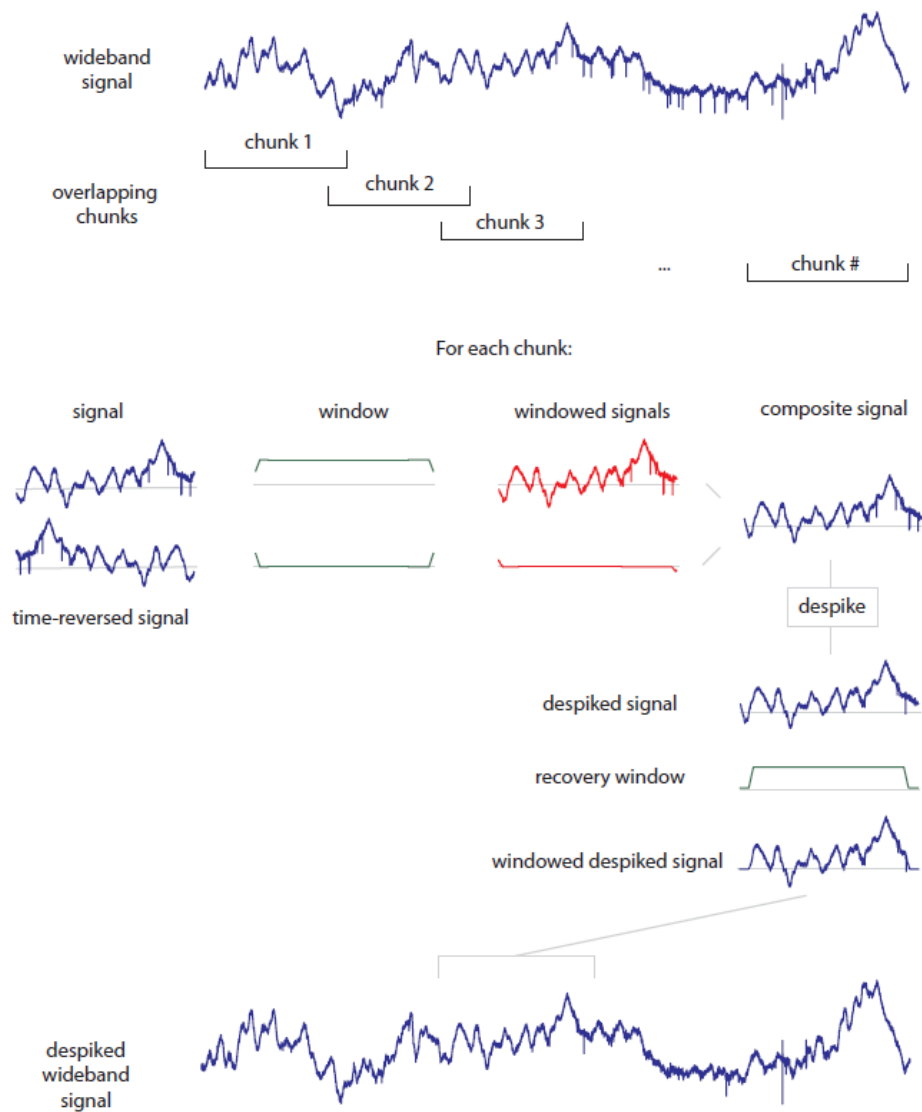 wideband
signal
chunk 1
overlapping
chunks
chunk 2
chunk 3
...
chunk #
For each chunk:
signal
window
windowed signals
composite signal
time-reversed signal
despike
despiked signal
recovery window
windowed despiked signal
despiked
wideband
signal